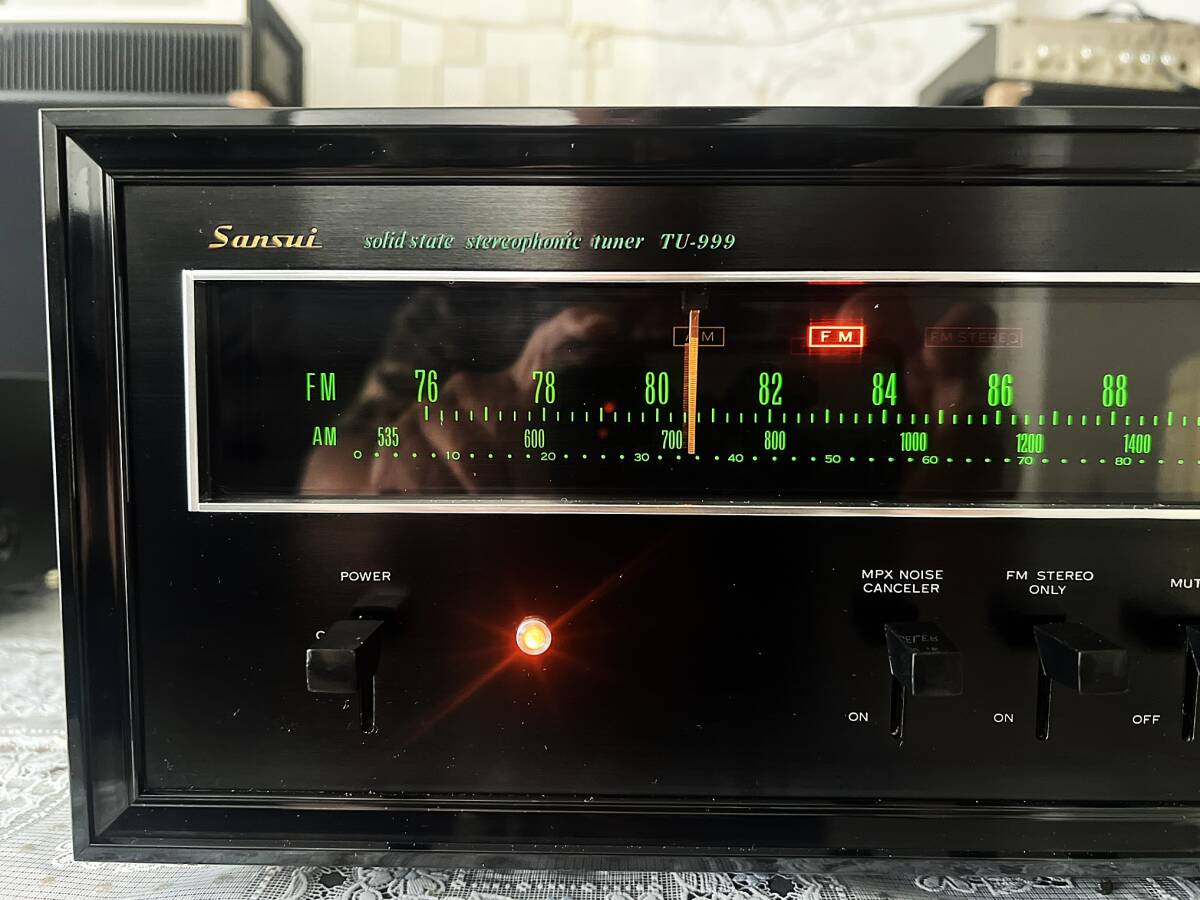 Sansui solid state stereophonic tuner TU-999
AM FM FM STEREO
FM 76 78 80 82 84 86 88
AM 535 600 700 800 1000 1200 1400
0 10 20 30 40 50 60 70 80
POWER
MPX NOISE
CANCELER
FM STEREO
ONLY
MUT
ON
ON
OFF